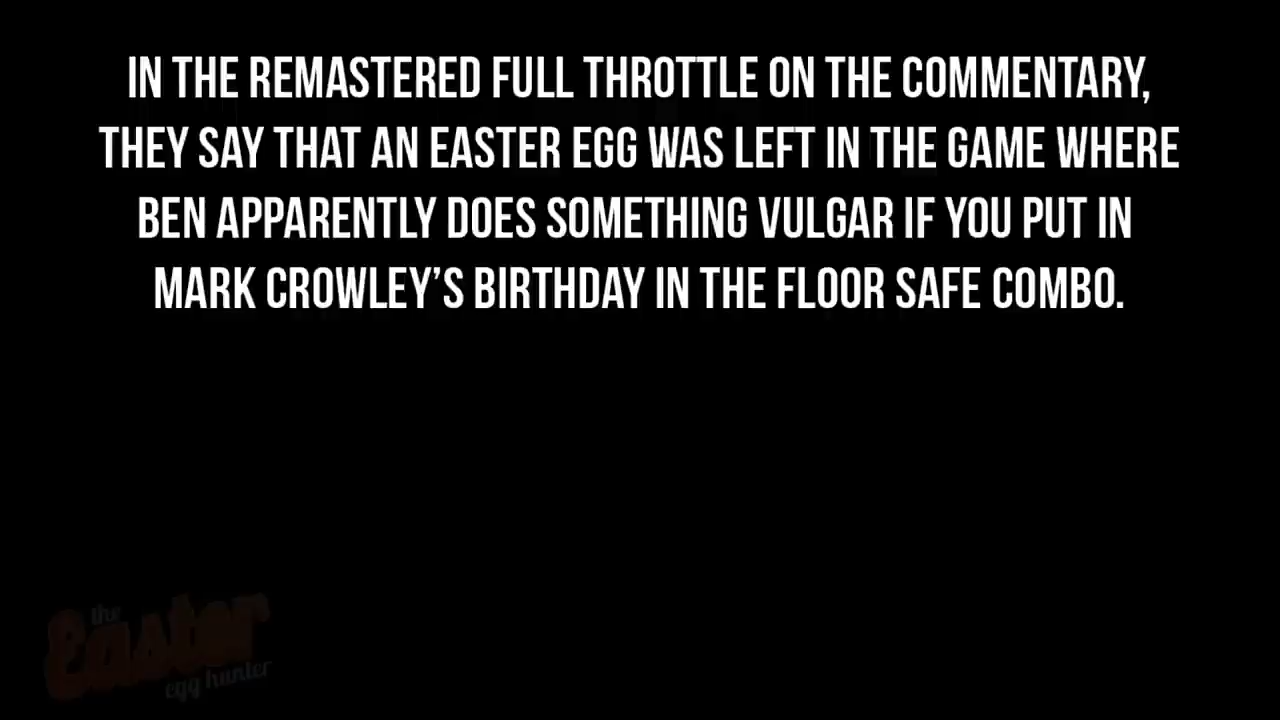 IN THE REMASTERED FULL THROTTLE ON THE COMMENTARY,
THEY SAY THAT AN EASTER EGG WAS LEFT IN THE GAME WHERE
BEN APPARENTLY DOES SOMETHING VULGAR IF YOU PUT IN
MARK CROWLEY’S BIRTHDAY IN THE FLOOR SAFE COMBO.
the
Easter
egg hunter